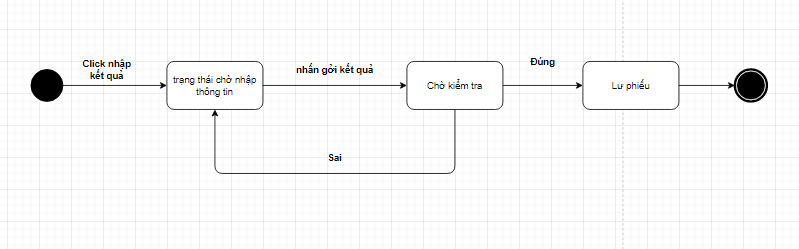 Click nhập
kết quả
trạng thái chờ nhập
thông tin
nhấn gởi kết quả
Chờ kiểm tra
Đúng
Lư phiếu
Sai